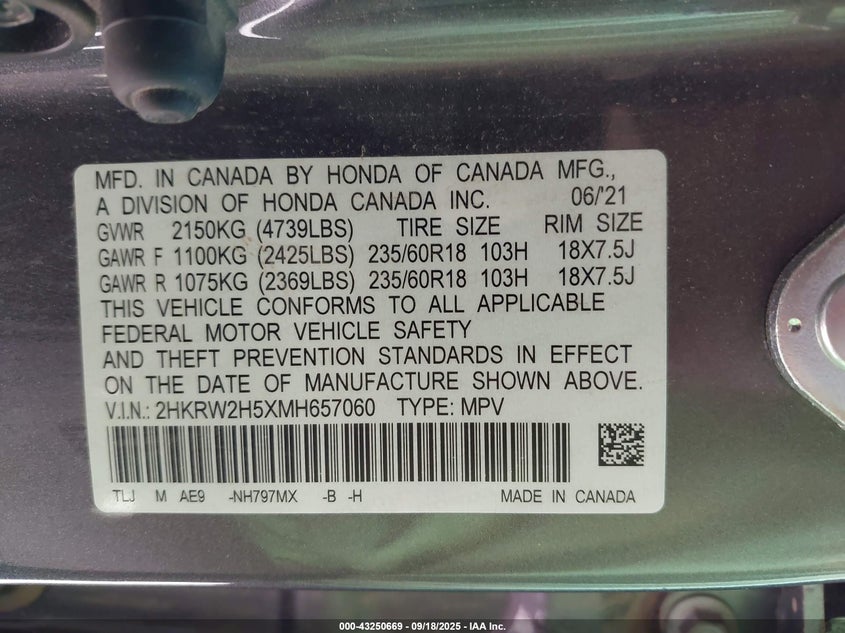 MFD. IN CANADA BY HONDA OF CANADA MFG.,
A DIVISION OF HONDA CANADA INC. 06/'21
GVWR 2150KG (4739LBS) TIRE SIZE RIM SIZE
GAWR F 1100KG (2425LBS) 235/60R18 103H 18X7.5J
GAWR R 1075KG (2369LBS) 235/60R18 103H 18X7.5J
THIS VEHICLE CONFORMS TO ALL APPLICABLE
FEDERAL MOTOR VEHICLE SAFETY
AND THEFT PREVENTION STANDARDS IN EFFECT
ON THE DATE OF MANUFACTURE SHOWN ABOVE.
V.I.N.: 2HKRW2H5XMH657060 TYPE: MPV
TLJ M AE9 -NH797MX -B -H MADE IN CANADA
000-43250669 - 09/18/2025 - IAA Inc.